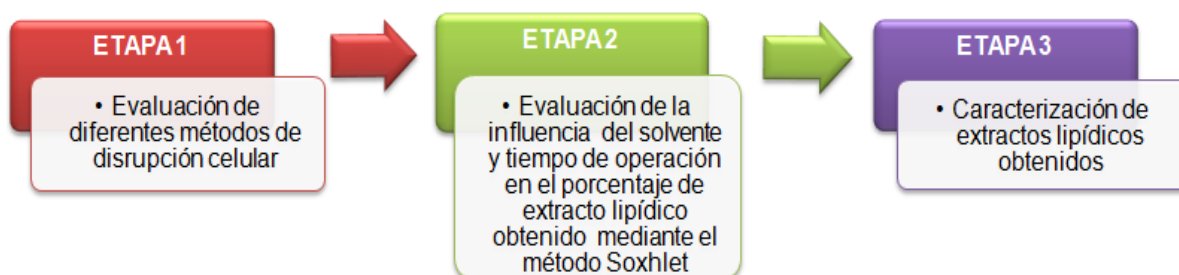 ETAPA 1
• Evaluación de
diferentes métodos de
disrupción celular
ETAPA 2
• Evaluación de la
influencia del solvente
y tiempo de operación
en el porcentaje de
extracto lipídico
obtenido mediante el
método Soxhlet
ETAPA 3
• Caracterización de
extractos lipídicos
obtenidos